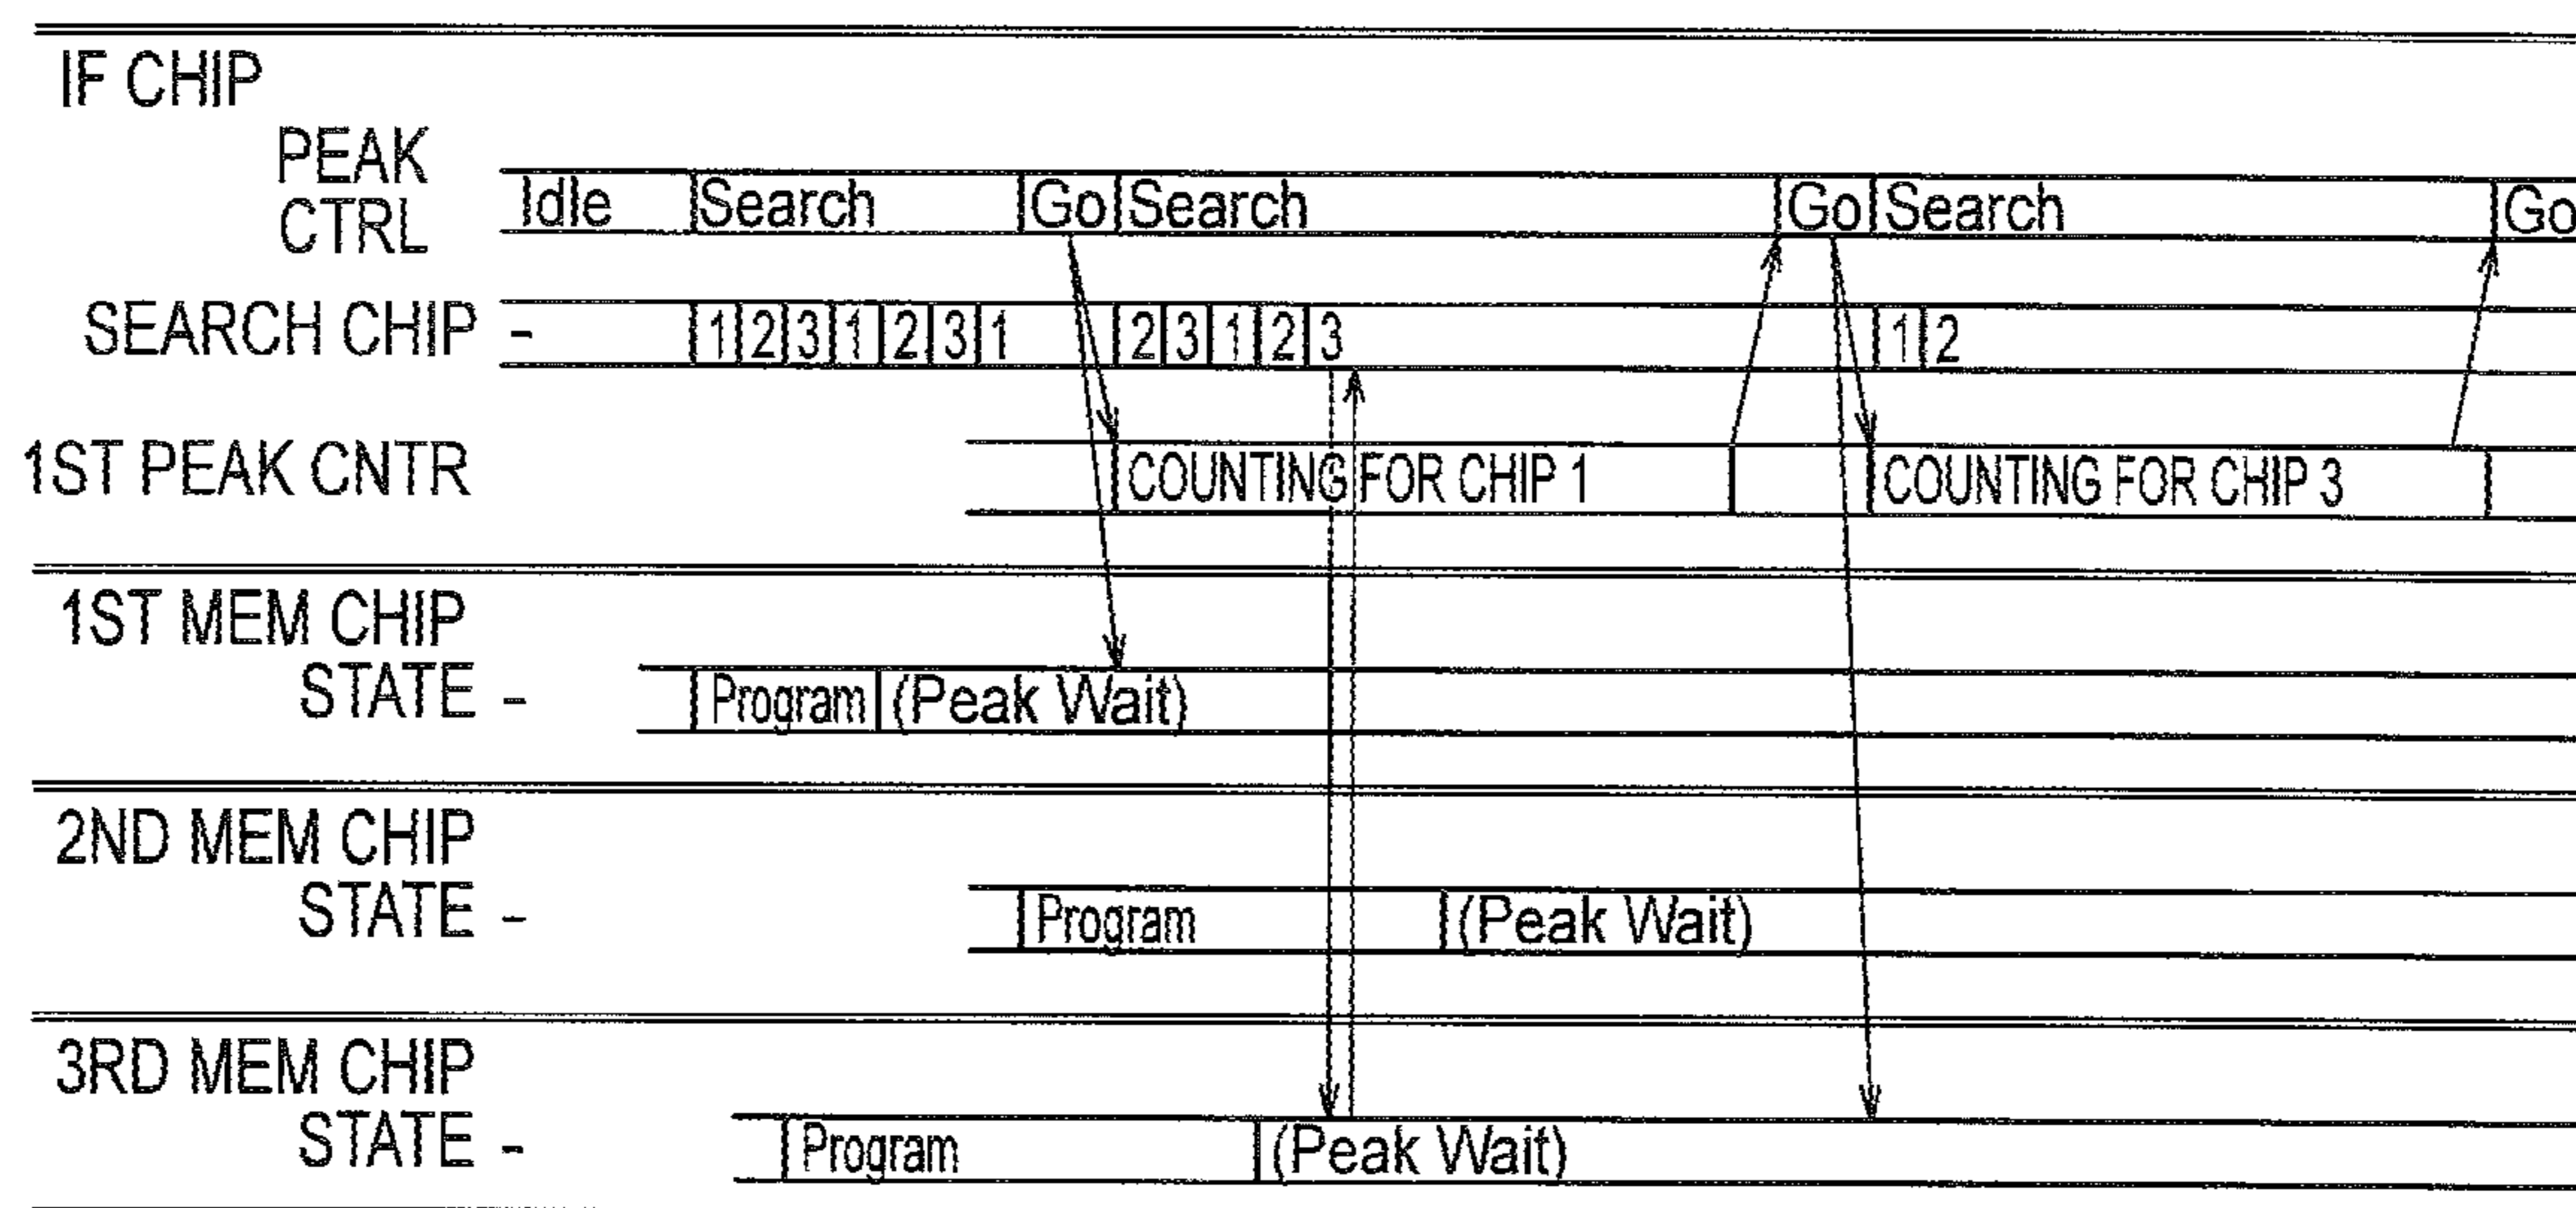 IF CHIP
PEAK
CTRL
Idle Search Go Search Go Search Go
SEARCH CHIP - 1 2 3 1 2 3 1 2 3 1 2 3 1 2
1ST PEAK CNTR COUNTING FOR CHIP 1 COUNTING FOR CHIP 3
1ST MEM CHIP
STATE - Program (Peak Wait)
2ND MEM CHIP
STATE - Program (Peak Wait)
3RD MEM CHIP
STATE - Program (Peak Wait)